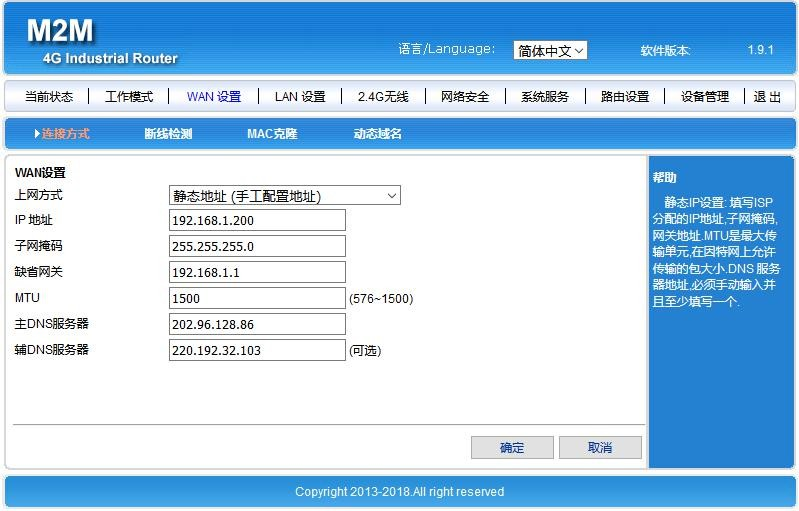 M2M
4G Industrial Router
语言/Language: 简体中文 软件版本: 1.9.1
当前状态 工作模式 WAN 设置 LAN 设置 2.4G无线 网络安全 系统服务 路由设置 设备管理 退 出
连接方式 断线检测 MAC克隆 动态域名
WAN设置
上网方式 静态地址 (手工配置地址)
IP 地址 192.168.1.200
子网掩码 255.255.255.0
缺省网关 192.168.1.1
MTU 1500 (576~1500)
主DNS服务器 202.96.128.86
辅DNS服务器 220.192.32.103 (可选)
确定 取消
帮助
静态IP设置: 填写ISP
分配的IP地址,子网掩码,
网关地址.MTU是最大传
输单元,在因特网上允许
传输的包大小.DNS 服务
器地址,必须手动输入并
且至少填写一个.
Copyright 2013-2018.All right reserved